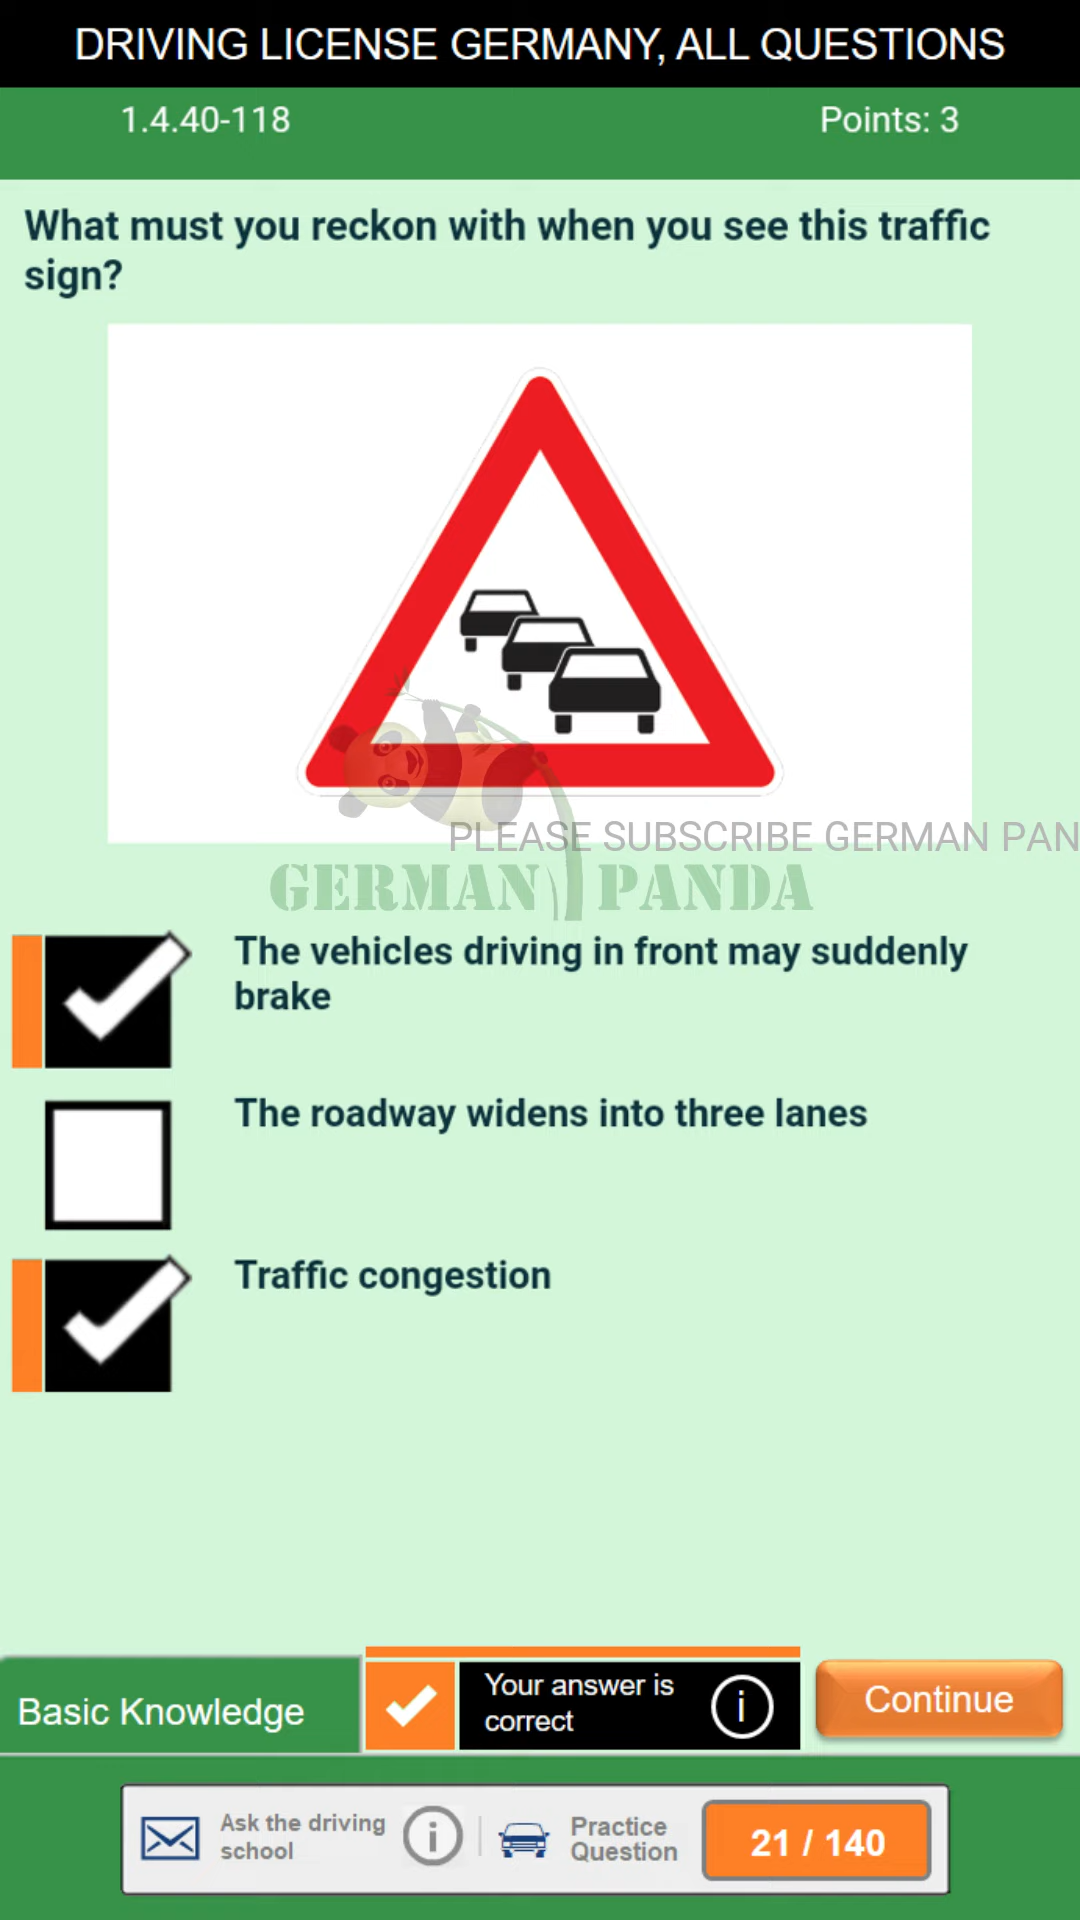 DRIVING LICENSE GERMANY, ALL QUESTIONS
1.4.40-118
Points: 3
What must you reckon with when you see this traffic
sign?
PLEASE SUBSCRIBE GERMAN PAN
GERMAN PANDA
The vehicles driving in front may suddenly
brake
The roadway widens into three lanes
Traffic congestion
Basic Knowledge
Your answer is
correct
i
Continue
Ask the driving
school
i
Practice
Question
21 / 140